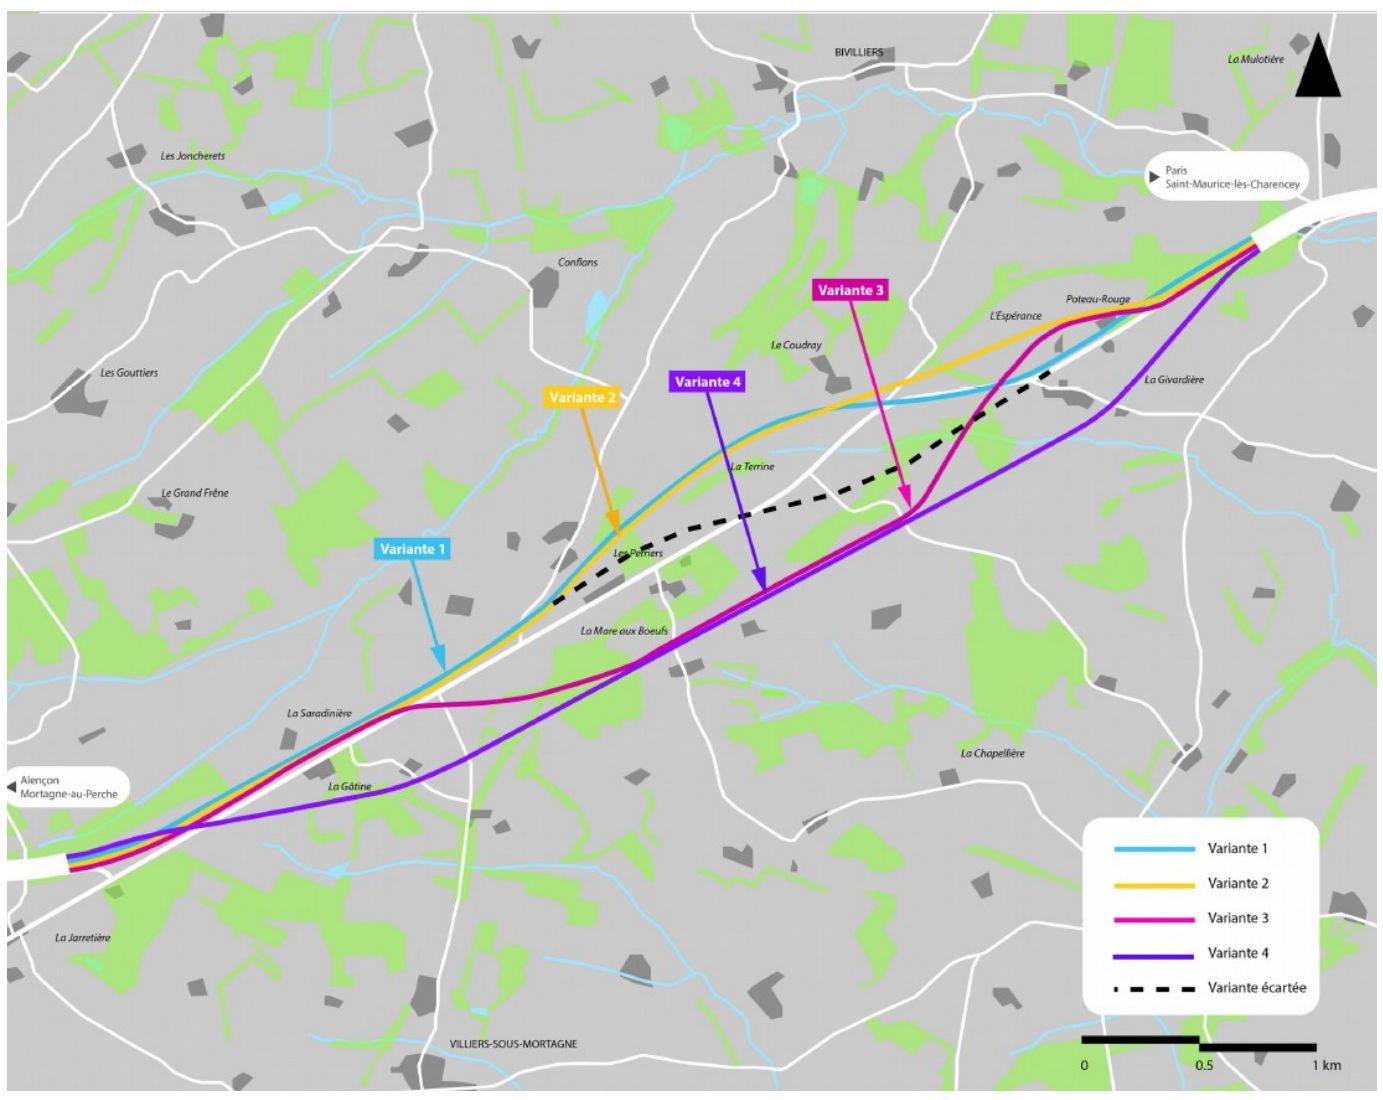 BIVILLIERS
La Mulotière
Les Joncherets
Paris
Saint-Maurice-lès-Charencey
Conflans
Variante 3
Poteau-Rouge
L'Espérance
Le Coudray
Les Gouttiers
Variante 4
La Givardière
Variante 2
La Terrine
Le Grand Frêne
Variante 1
Les Perriers
La Mare aux Boeufs
La Saradinière
La Chapellière
Alençon
Mortagne-au-Perche
La Gâtine
La Jarretière
VILLIERS-SOUS-MORTAGNE
Variante 1
Variante 2
Variante 3
Variante 4
Variante écartée
0 0.5 1 km